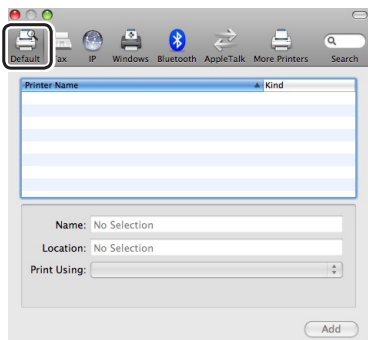 Default Fax IP Windows Bluetooth AppleTalk More Printers Search
Printer Name Kind
Name: No Selection
Location: No Selection
Print Using:
Add